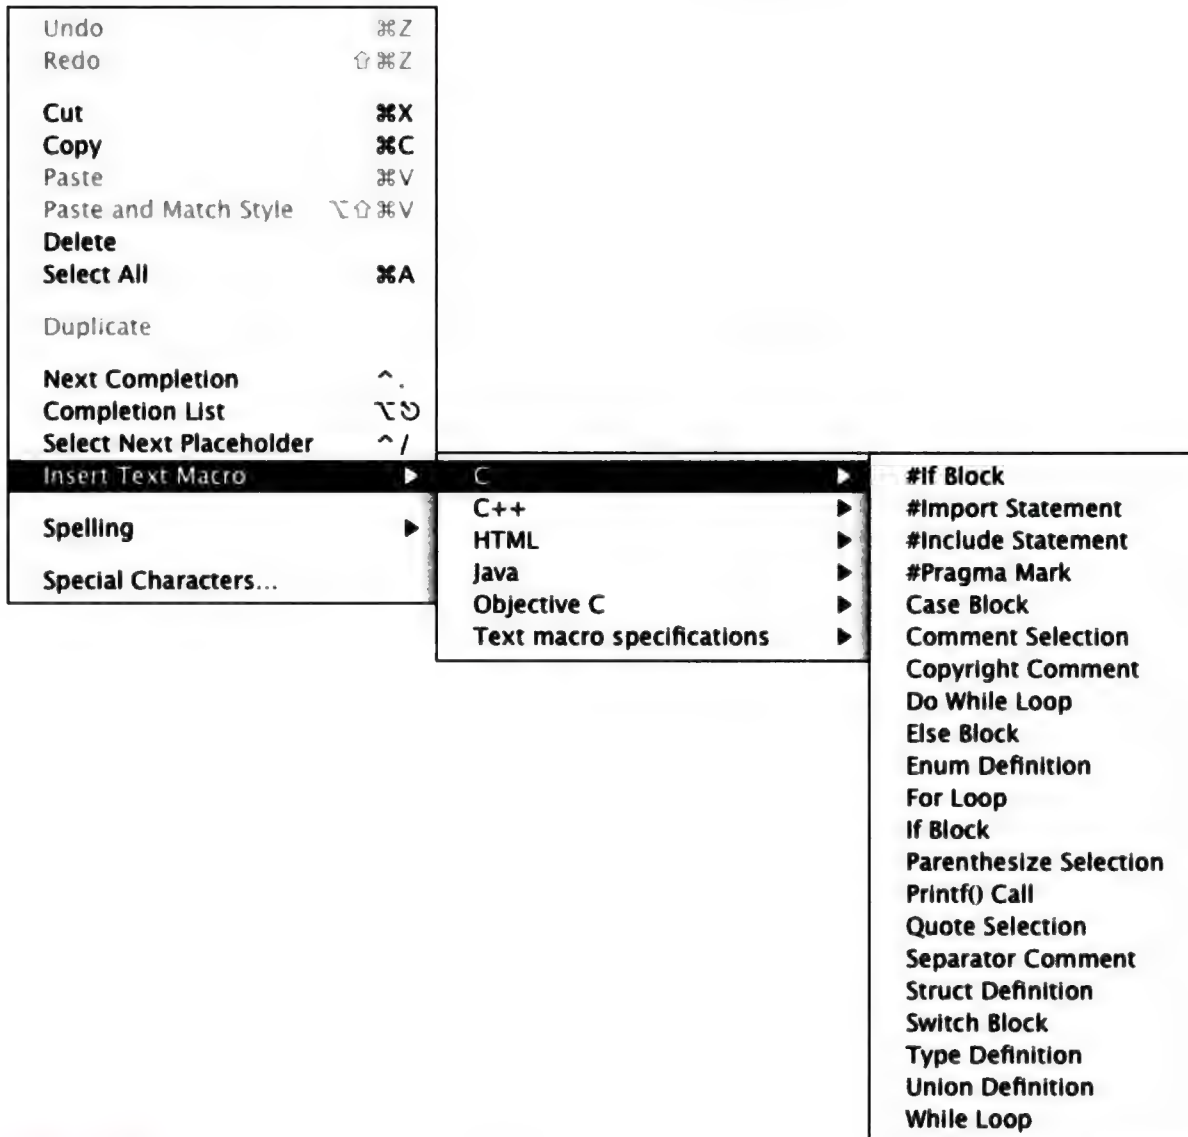 Undo ⌘Z
Redo ⇧⌘Z
Cut ⌘X
Copy ⌘C
Paste ⌘V
Paste and Match Style ⌥⇧⌘V
Delete
Select All ⌘A
Duplicate
Next Completion ^.
Completion List ⌥⎋
Select Next Placeholder ^/
Insert Text Macro ▶
Spelling ▶
Special Characters...
C ▶
C++ ▶
HTML ▶
Java ▶
Objective C ▶
Text macro specifications ▶
#If Block
#Import Statement
#Include Statement
#Pragma Mark
Case Block
Comment Selection
Copyright Comment
Do While Loop
Else Block
Enum Definition
For Loop
If Block
Parenthesize Selection
Printf() Call
Quote Selection
Separator Comment
Struct Definition
Switch Block
Type Definition
Union Definition
While Loop